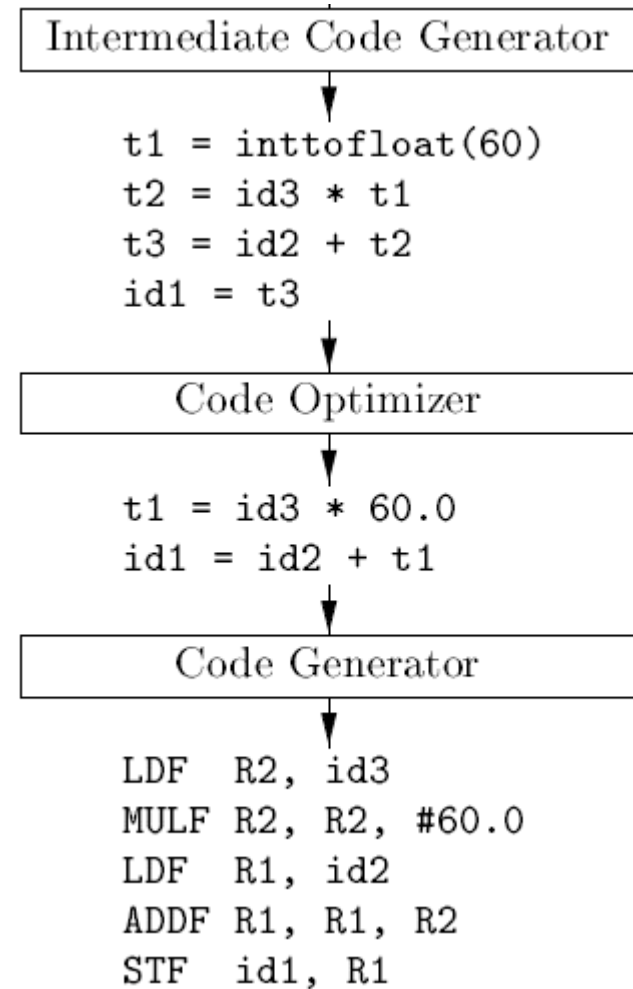 Intermediate Code Generator
t1 = inttofloat(60)
t2 = id3 * t1
t3 = id2 + t2
id1 = t3
Code Optimizer
t1 = id3 * 60.0
id1 = id2 + t1
Code Generator
LDF R2, id3
MULF R2, R2, #60.0
LDF R1, id2
ADDF R1, R1, R2
STF id1, R1